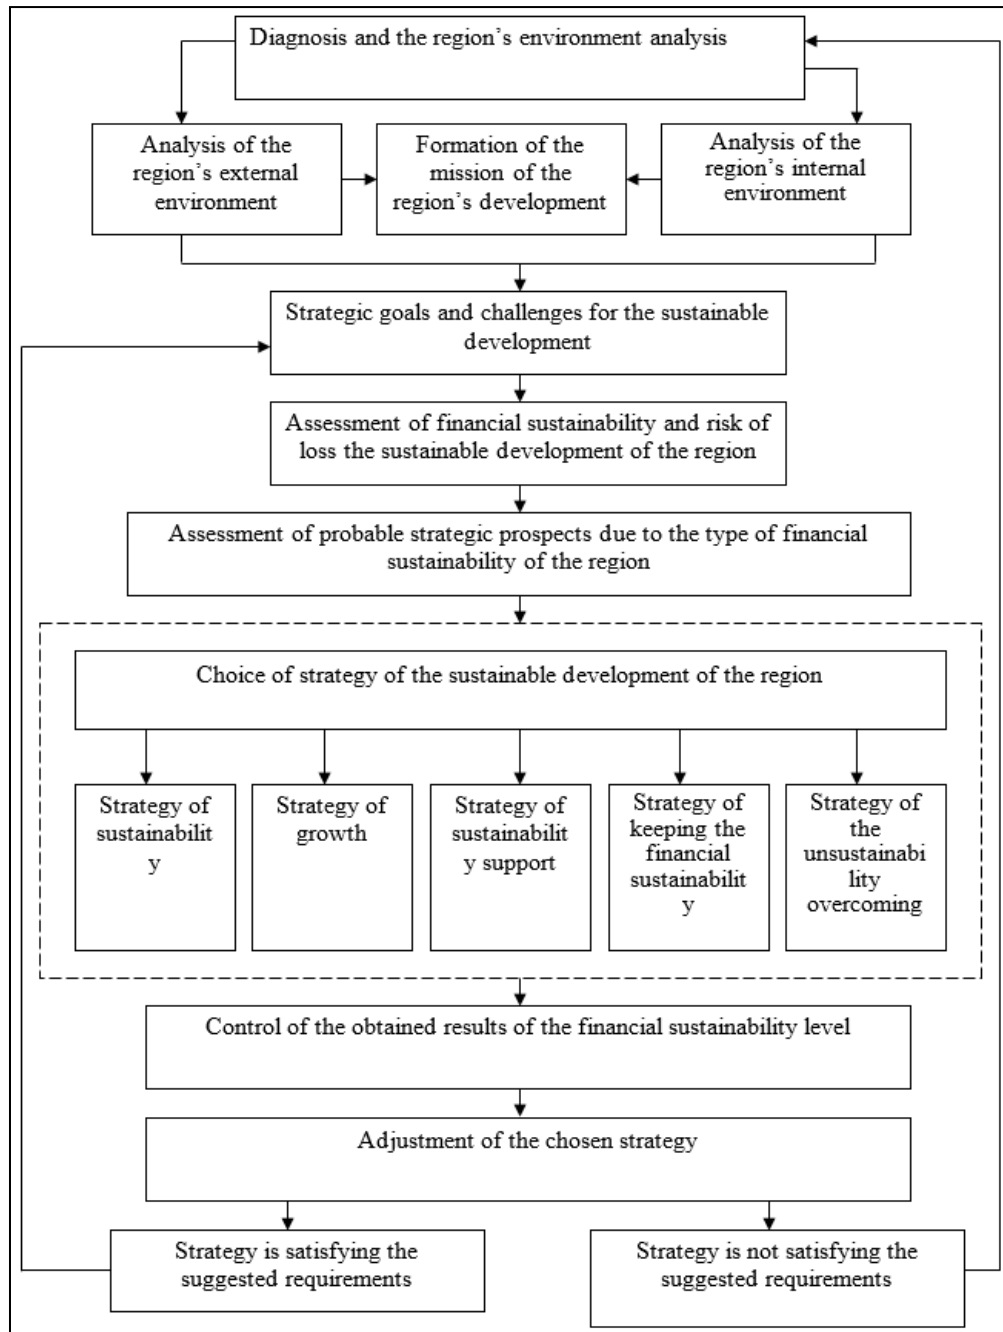 Diagnosis and the region’s environment analysis
Analysis of the
region’s external
environment
Formation of the
mission of the
region’s development
Analysis of the
region’s internal
environment
Strategic goals and challenges for the sustainable
development
Assessment of financial sustainability and risk of
loss the sustainable development of the region
Assessment of probable strategic prospects due to the type of financial
sustainability of the region
Choice of strategy of the sustainable development of the region
Strategy of
sustainabilit
y
Strategy of
growth
Strategy of
sustainabilit
y support
Strategy of
keeping the
financial
sustainabilit
y
Strategy of
the
unsustainabi
lity
overcoming
Control of the obtained results of the financial sustainability level
Adjustment of the chosen strategy
Strategy is satisfying the
suggested requirements
Strategy is not satisfying the
suggested requirements